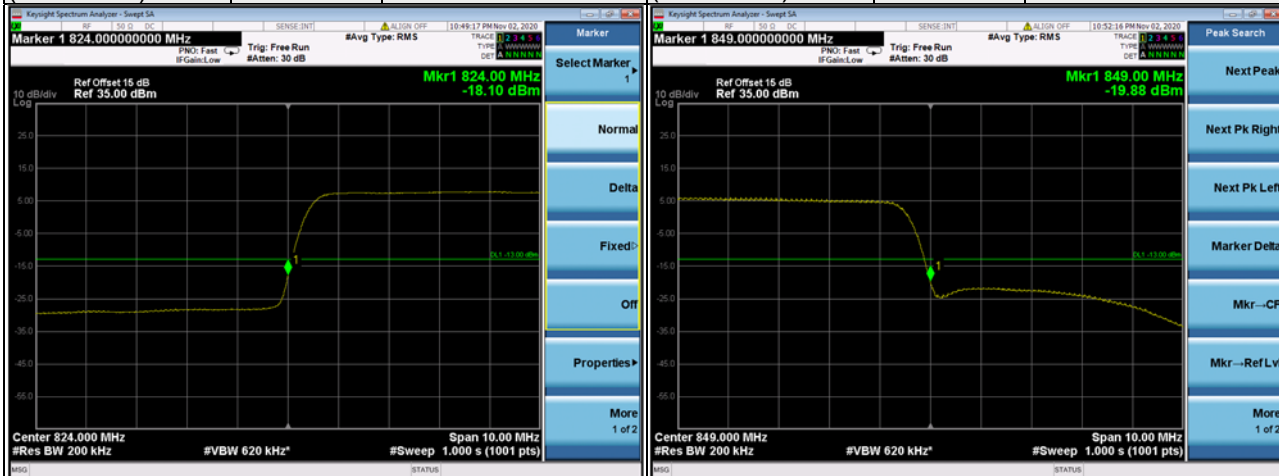 Keysight Spectrum Analyzer - Swept SA
RF 50 Ω DC SENSE:INT ALIGN OFF 10:49:17 PM Nov 02, 2020
Marker 1 824.000000000 MHz
PNO: Fast
IFGain:Low
Trig: Free Run
#Atten: 30 dB
#Avg Type: RMS
TRACE 1 2 3 4 5 6
TYPE A WWWWW
DET A N N N N N
Mkr1 824.00 MHz
-18.10 dBm
Ref Offset 15 dB
10 dB/div Ref 35.00 dBm
Log
25.0
15.0
5.00
-5.00
DL1 -13.00 dBm
1
-15.0
-25.0
-35.0
-45.0
-55.0
Center 824.000 MHz Span 10.00 MHz
#Res BW 200 kHz #VBW 620 kHz* #Sweep 1.000 s (1001 pts)
MSG STATUS
Marker
Select Marker
1
Normal
Delta
Fixed
Off
Properties
More
1 of 2
Keysight Spectrum Analyzer - Swept SA
RF 50 Ω DC SENSE:INT ALIGN OFF 10:52:16 PM Nov 02, 2020
Marker 1 849.000000000 MHz
PNO: Fast
IFGain:Low
Trig: Free Run
#Atten: 30 dB
#Avg Type: RMS
TRACE 1 2 3 4 5
TYPE A WWWWW
DET A N N N N N
Mkr1 849.00 MHz
-19.88 dBm
Ref Offset 15 dB
10 dB/div Ref 35.00 dBm
Log
25.0
15.0
5.00
-5.00
DL1 -13.00 dBm
1
-15.0
-25.0
-35.0
-45.0
-55.0
Center 849.000 MHz Span 10.00 MHz
#Res BW 200 kHz #VBW 620 kHz* #Sweep 1.000 s (1001 pts)
MSG STATUS
Peak Search
Next Peak
Next Pk Right
Next Pk Left
Marker Delta
Mkr→CF
Mkr→Ref Lvl
More
1 of 2